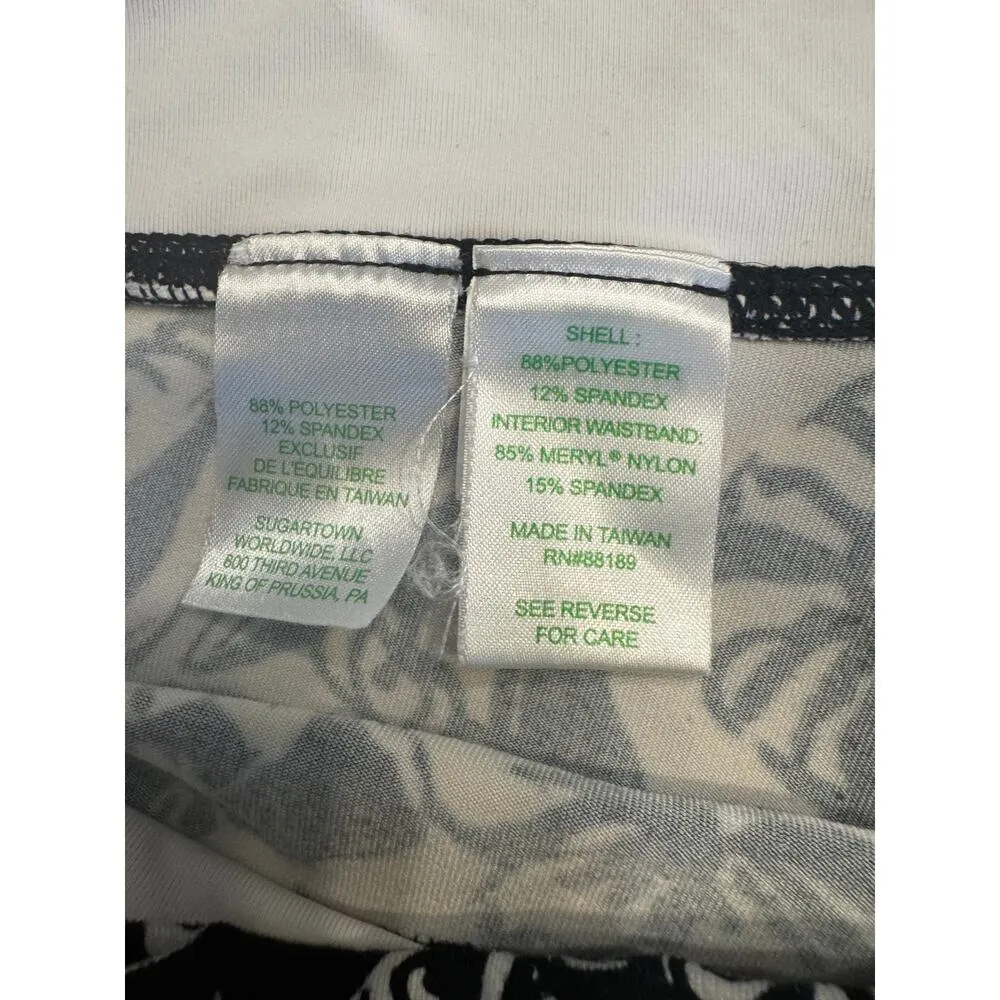 88% POLYESTER
12% SPANDEX
EXCLUSIF
DE L'EQUILIBRE
FABRIQUE EN TAIWAN
SUGARTOWN
WORLDWIDE, LLC
800 THIRD AVENUE
KING OF PRUSSIA, PA
SHELL :
88%POLYESTER
12% SPANDEX
INTERIOR WAISTBAND:
85% MERYL® NYLON
15% SPANDEX
MADE IN TAIWAN
RN#88189
SEE REVERSE
FOR CARE